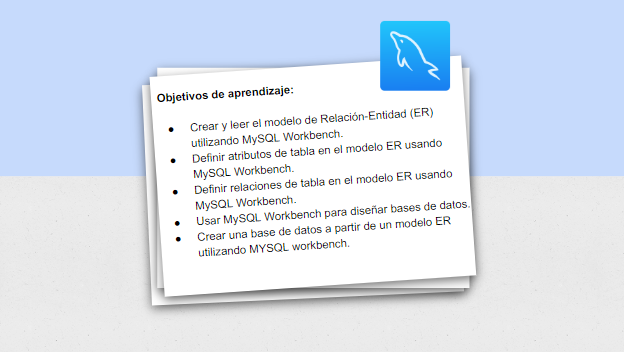 Objetivos de aprendizaje:
● Crear y leer el modelo de Relación-Entidad (ER)
utilizando MySQL Workbench.
● Definir atributos de tabla en el modelo ER usando
MySQL Workbench.
● Definir relaciones de tabla en el modelo ER usando
MySQL Workbench.
● Usar MySQL Workbench para diseñar bases de datos.
● Crear una base de datos a partir de un modelo ER
utilizando MYSQL workbench.